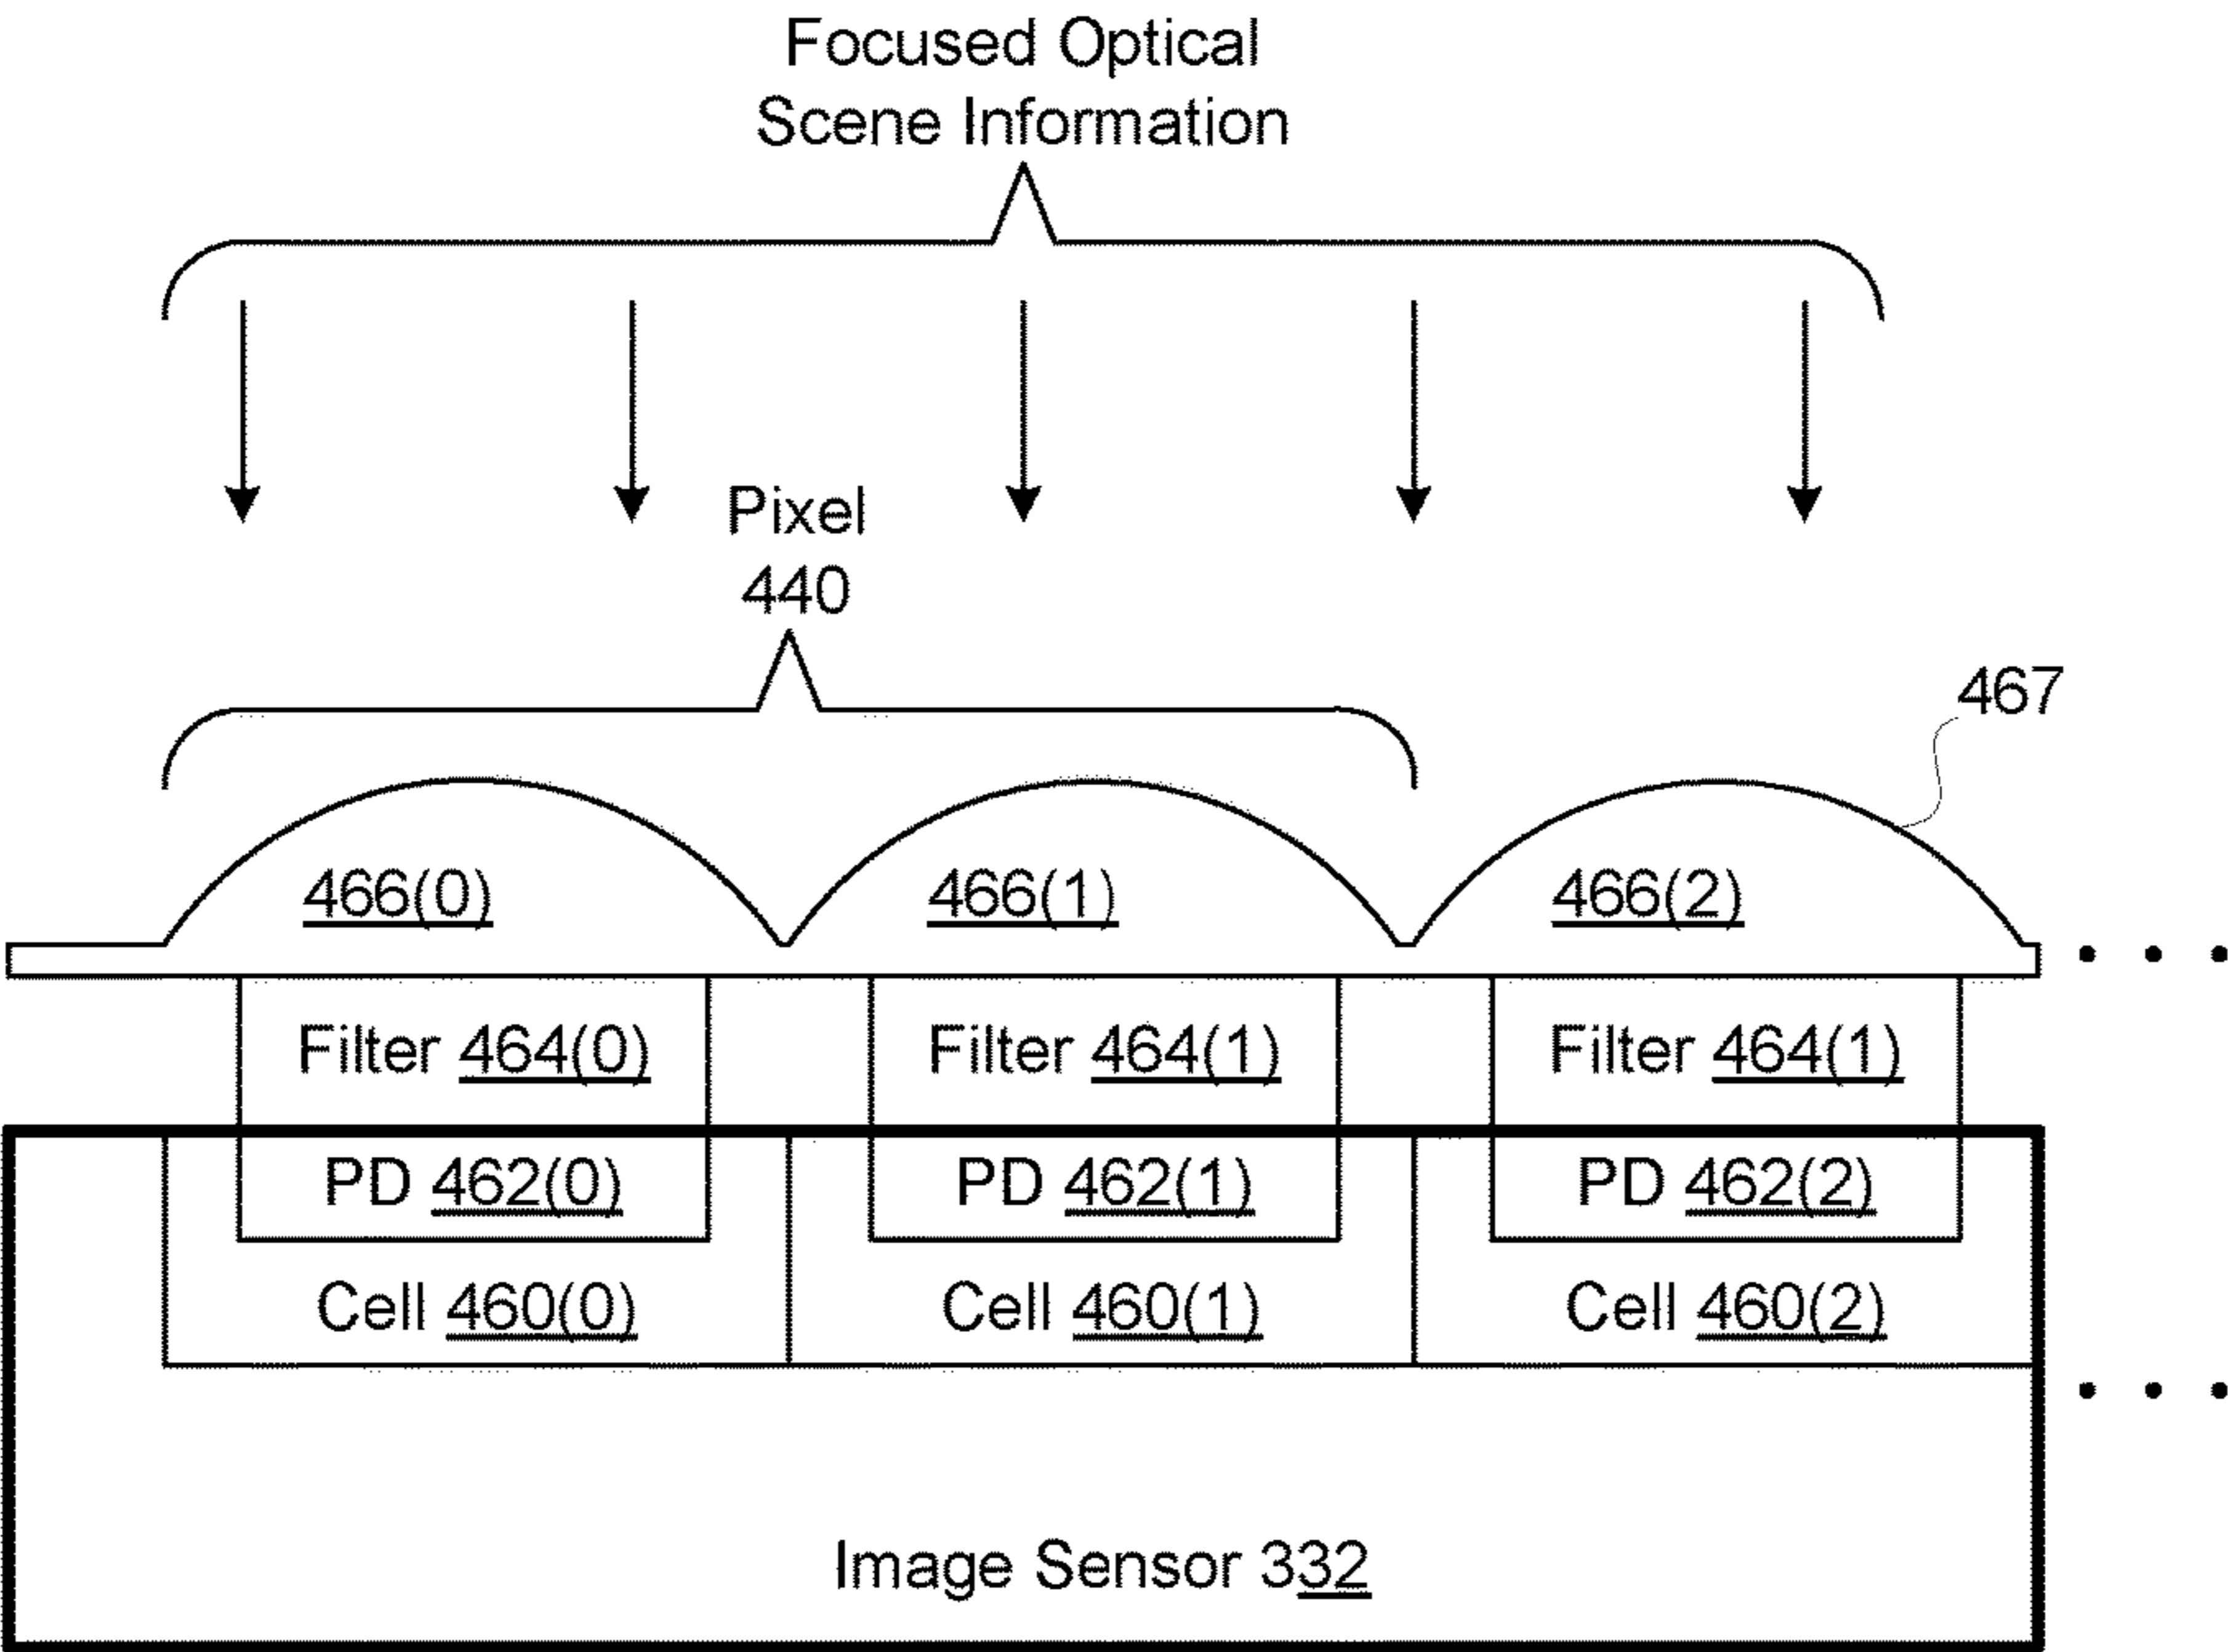 Focused Optical
Scene Information
Pixel
440
467
466(0) 466(1) 466(2)
Filter 464(0) Filter 464(1) Filter 464(1)
PD 462(0) PD 462(1) PD 462(2)
Cell 460(0) Cell 460(1) Cell 460(2)
Image Sensor 332